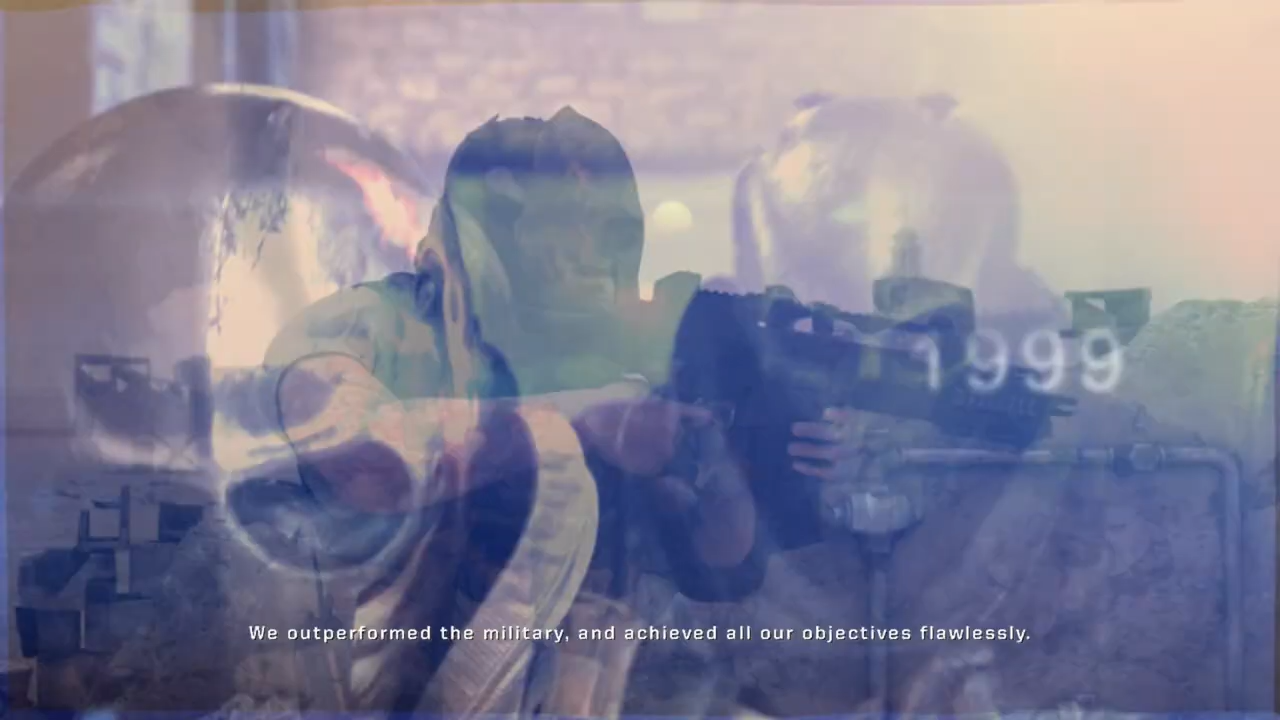 1999
We outperformed the military, and achieved all our objectives flawlessly.